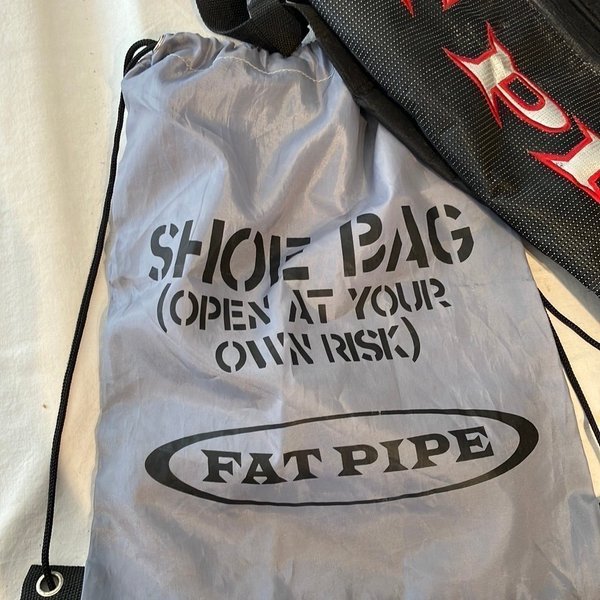 SHOE BAG
(OPEN AT YOUR
OWN RISK)
FAT PIPE